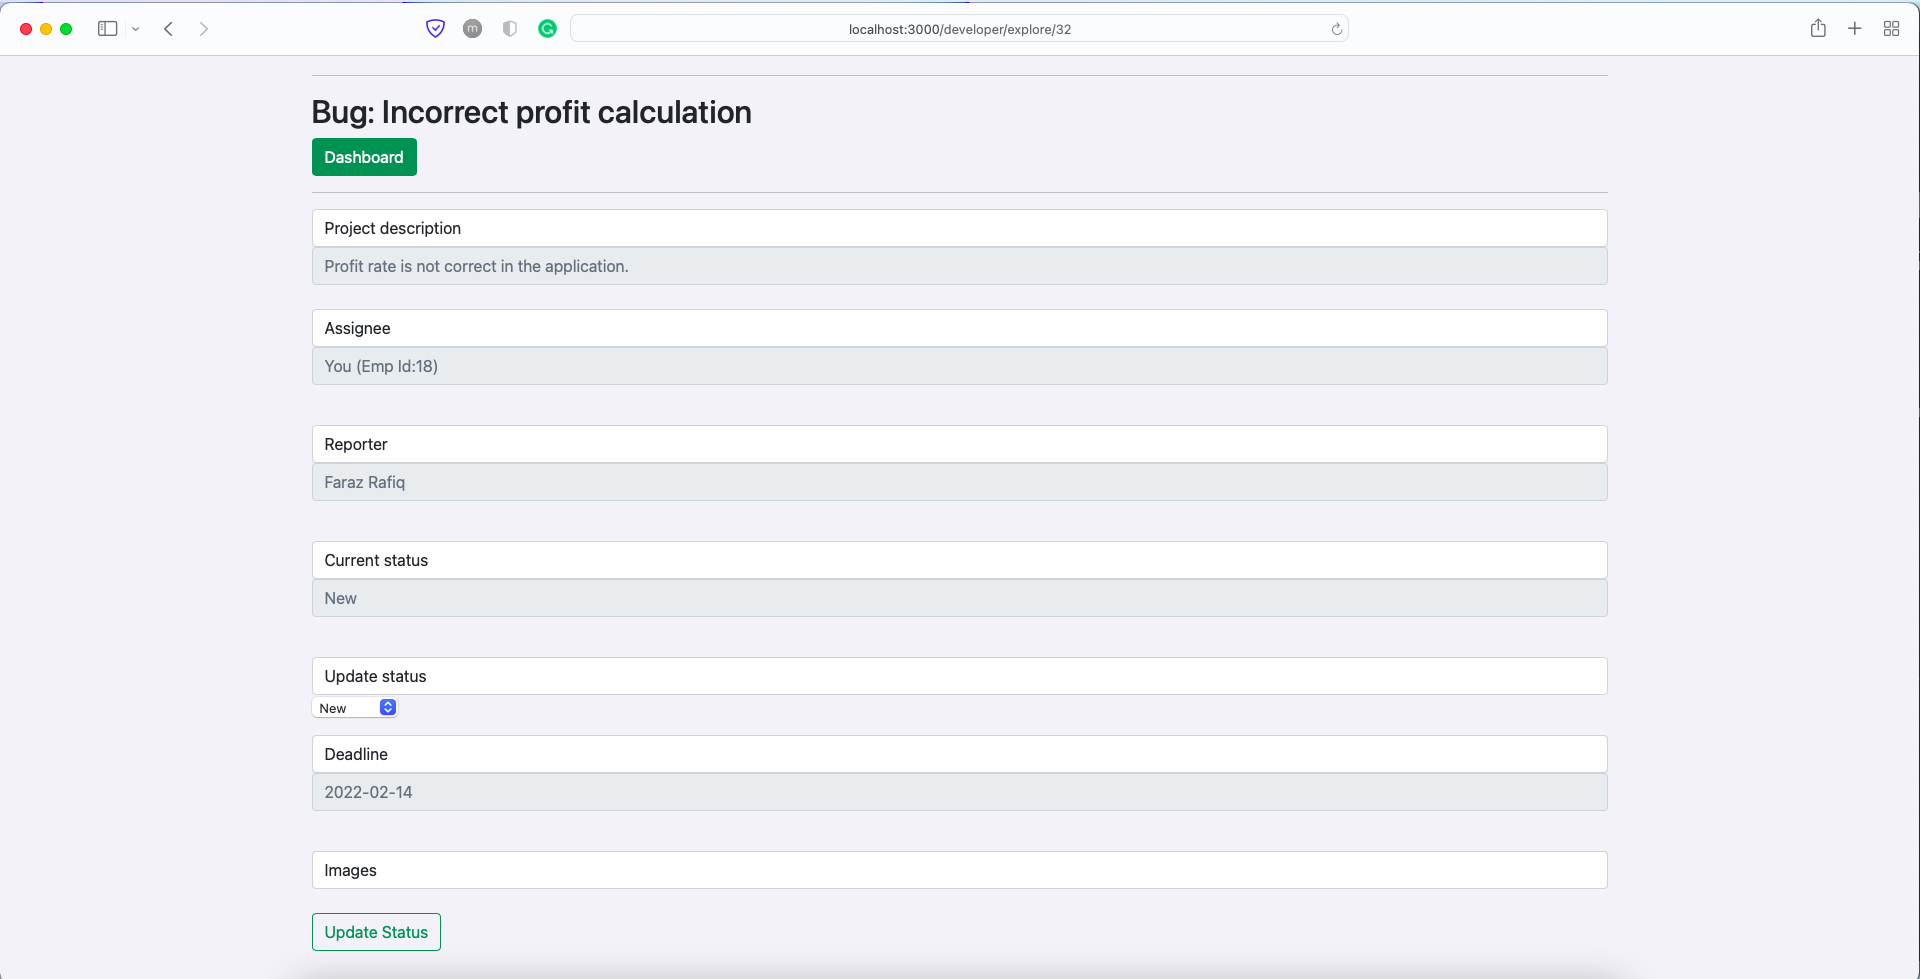 m
localhost:3000/developer/explore/32
Bug: Incorrect profit calculation
Dashboard
Project description
Profit rate is not correct in the application.
Assignee
You (Emp Id:18)
Reporter
Faraz Rafiq
Current status
New
Update status
New
Deadline
2022-02-14
Images
Update Status